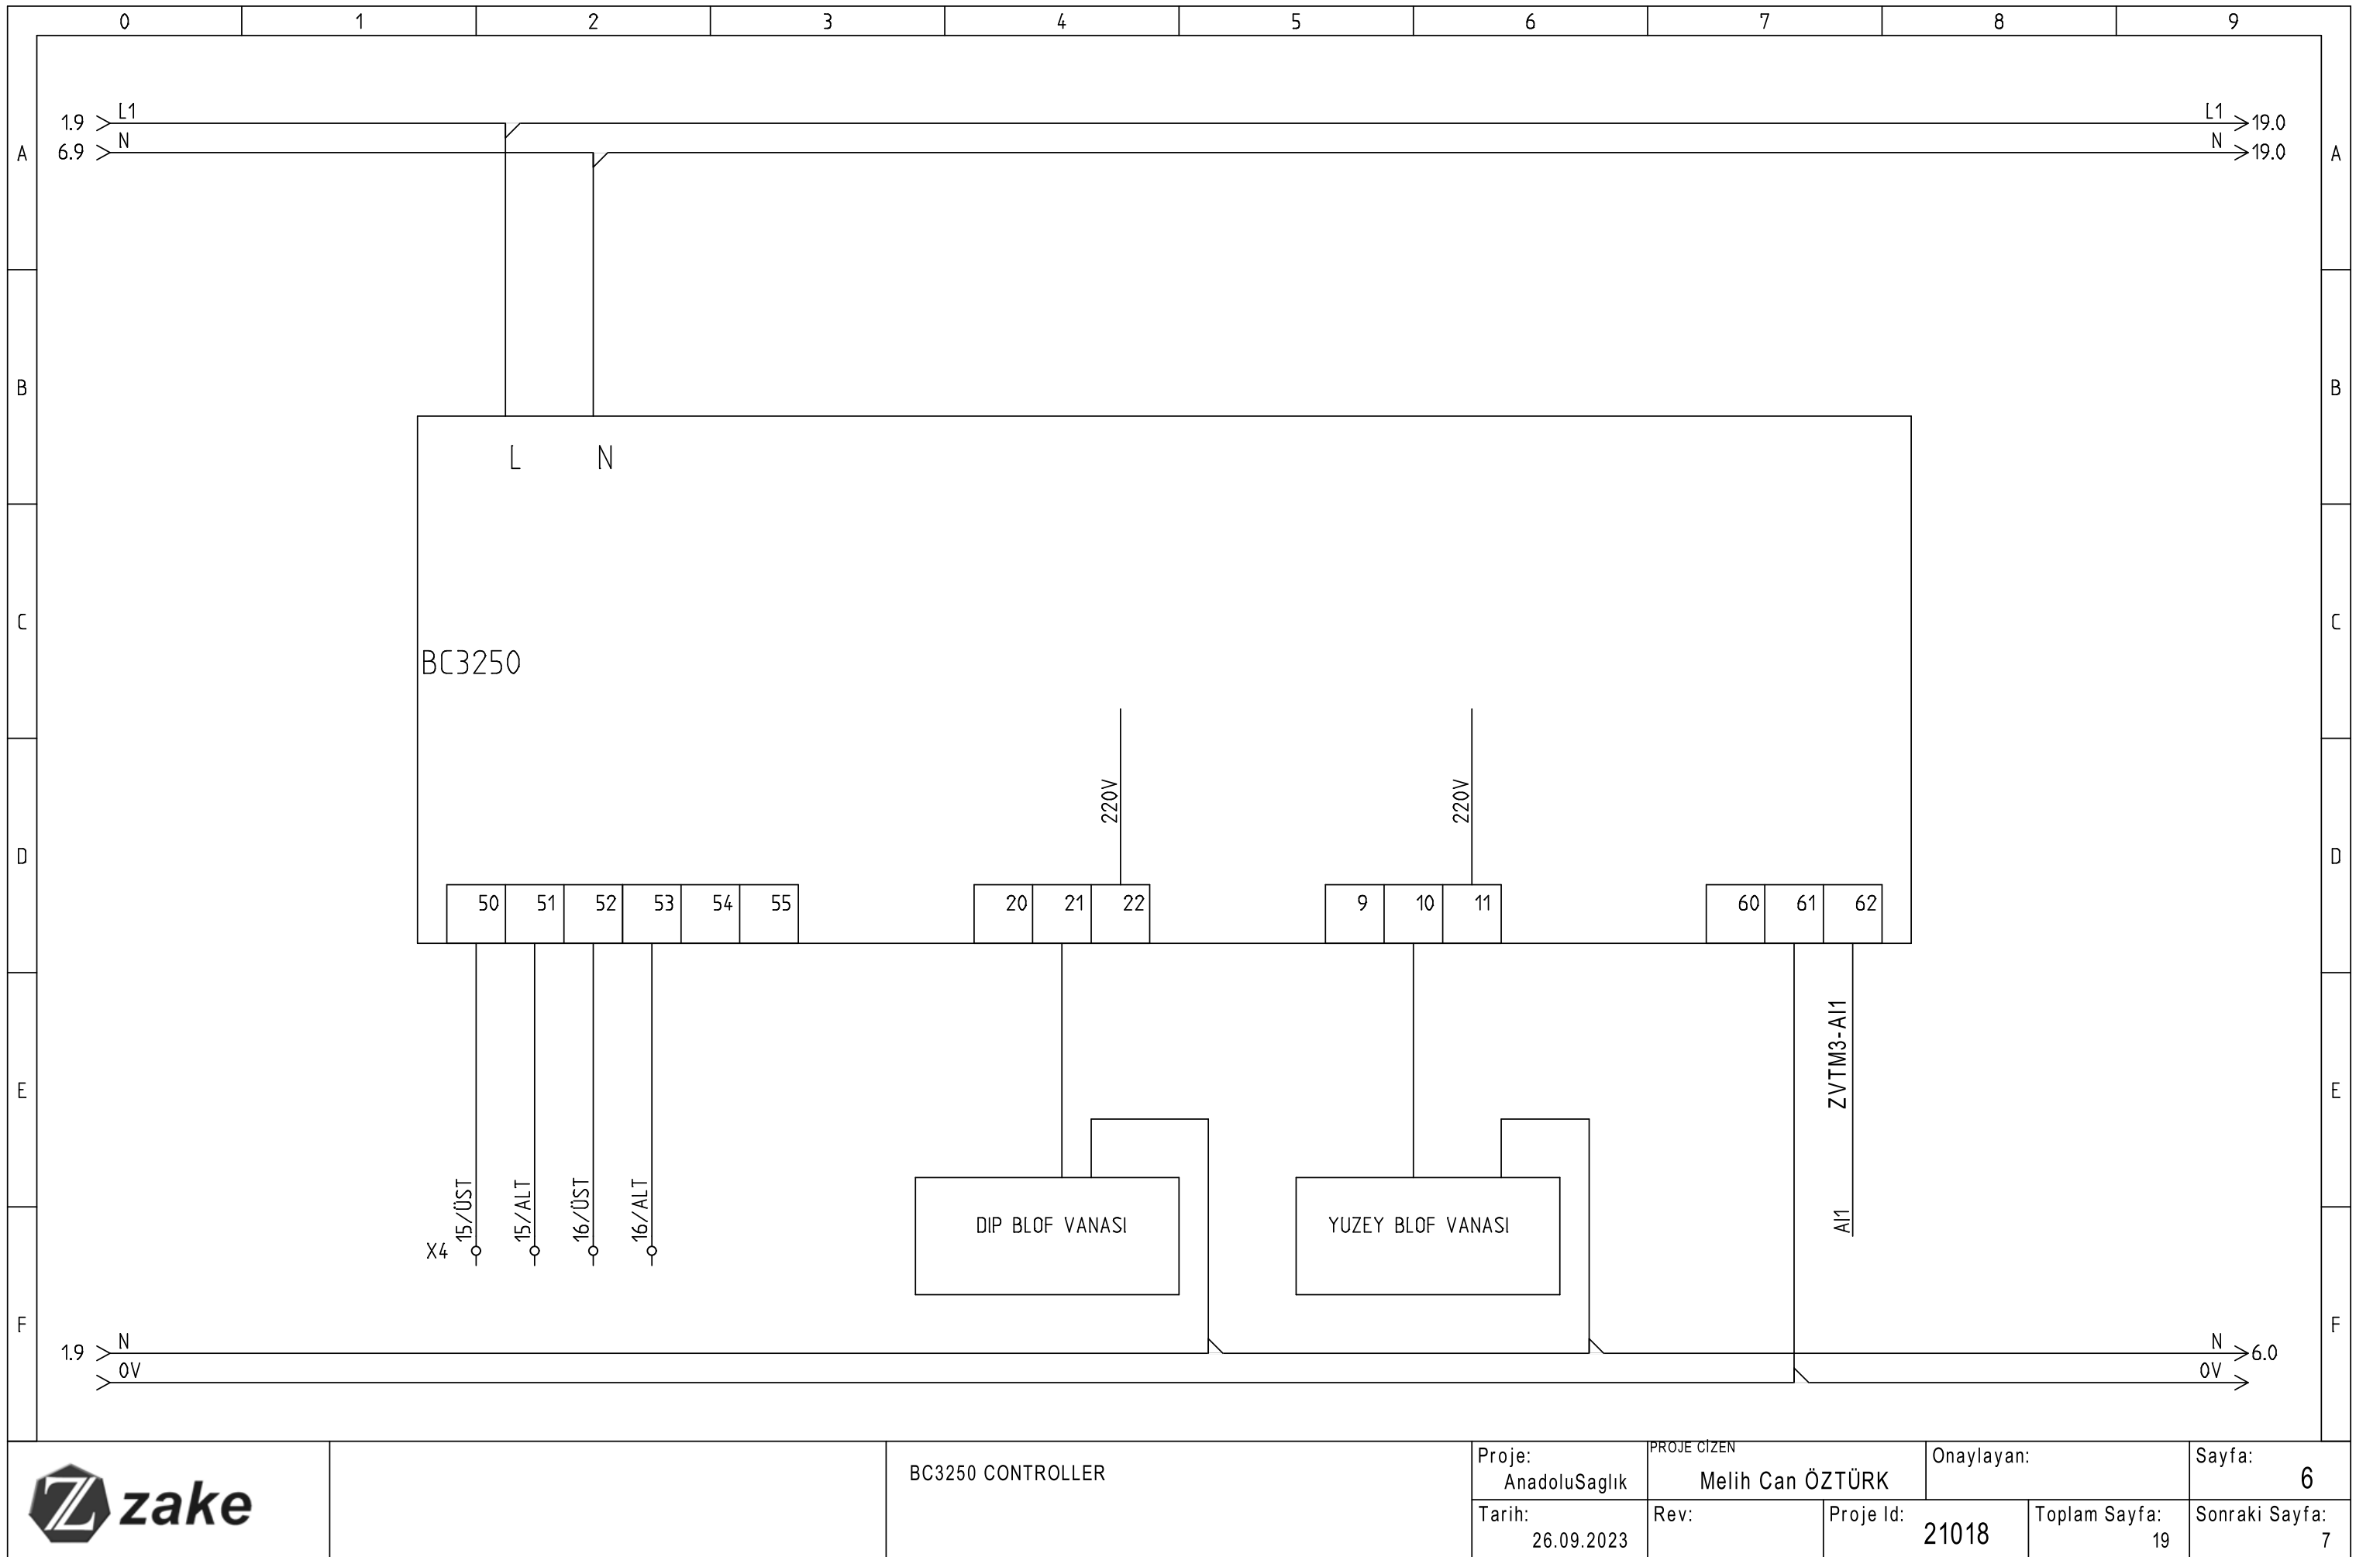 0 1 2 3 4 5 6 7 8 9
L1 L1
1.9 19.0
N N
A 6.9 19.0 A
B B
L N
C C
BC3250
220V 220V
D D
50 51 52 53 54 55 20 21 22 9 10 11 60 61 62
ZVTM3-AI1
E E
15/ÜST 15/ALT 16/ÜST 16/ALT AI1
DIP BLOF VANASI YUZEY BLOF VANASI
X4
F F
N N
1.9 6.0
0V 0V
zake
BC3250 CONTROLLER
Proje:
AnadoluSaglık
PROJE CİZEN
Melih Can ÖZTÜRK
Onaylayan:
Sayfa:
6
Tarih:
26.09.2023
Rev:
Proje Id:
21018
Toplam Sayfa:
19
Sonraki Sayfa:
7